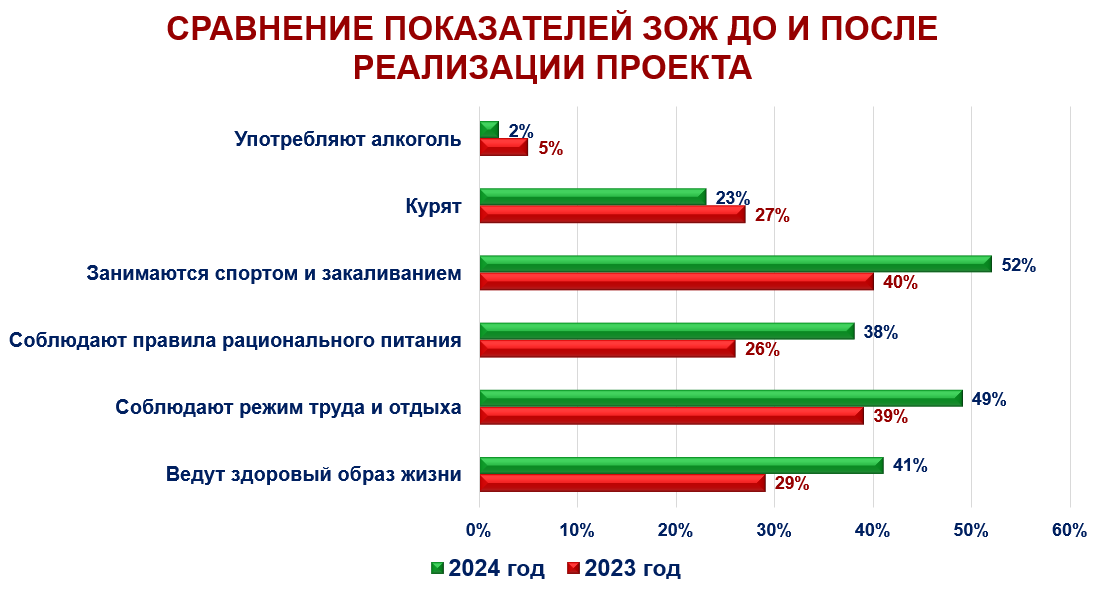 СРАВНЕНИЕ ПОКАЗАТЕЛЕЙ ЗОЖ ДО И ПОСЛЕ
РЕАЛИЗАЦИИ ПРОЕКТА
Употребляют алкоголь
2%
5%
Курят
23%
27%
Занимаются спортом и закаливанием
52%
40%
Соблюдают правила рационального питания
38%
26%
Соблюдают режим труда и отдыха
49%
39%
Ведут здоровый образ жизни
41%
29%
0% 10% 20% 30% 40% 50% 60%
2024 год 2023 год